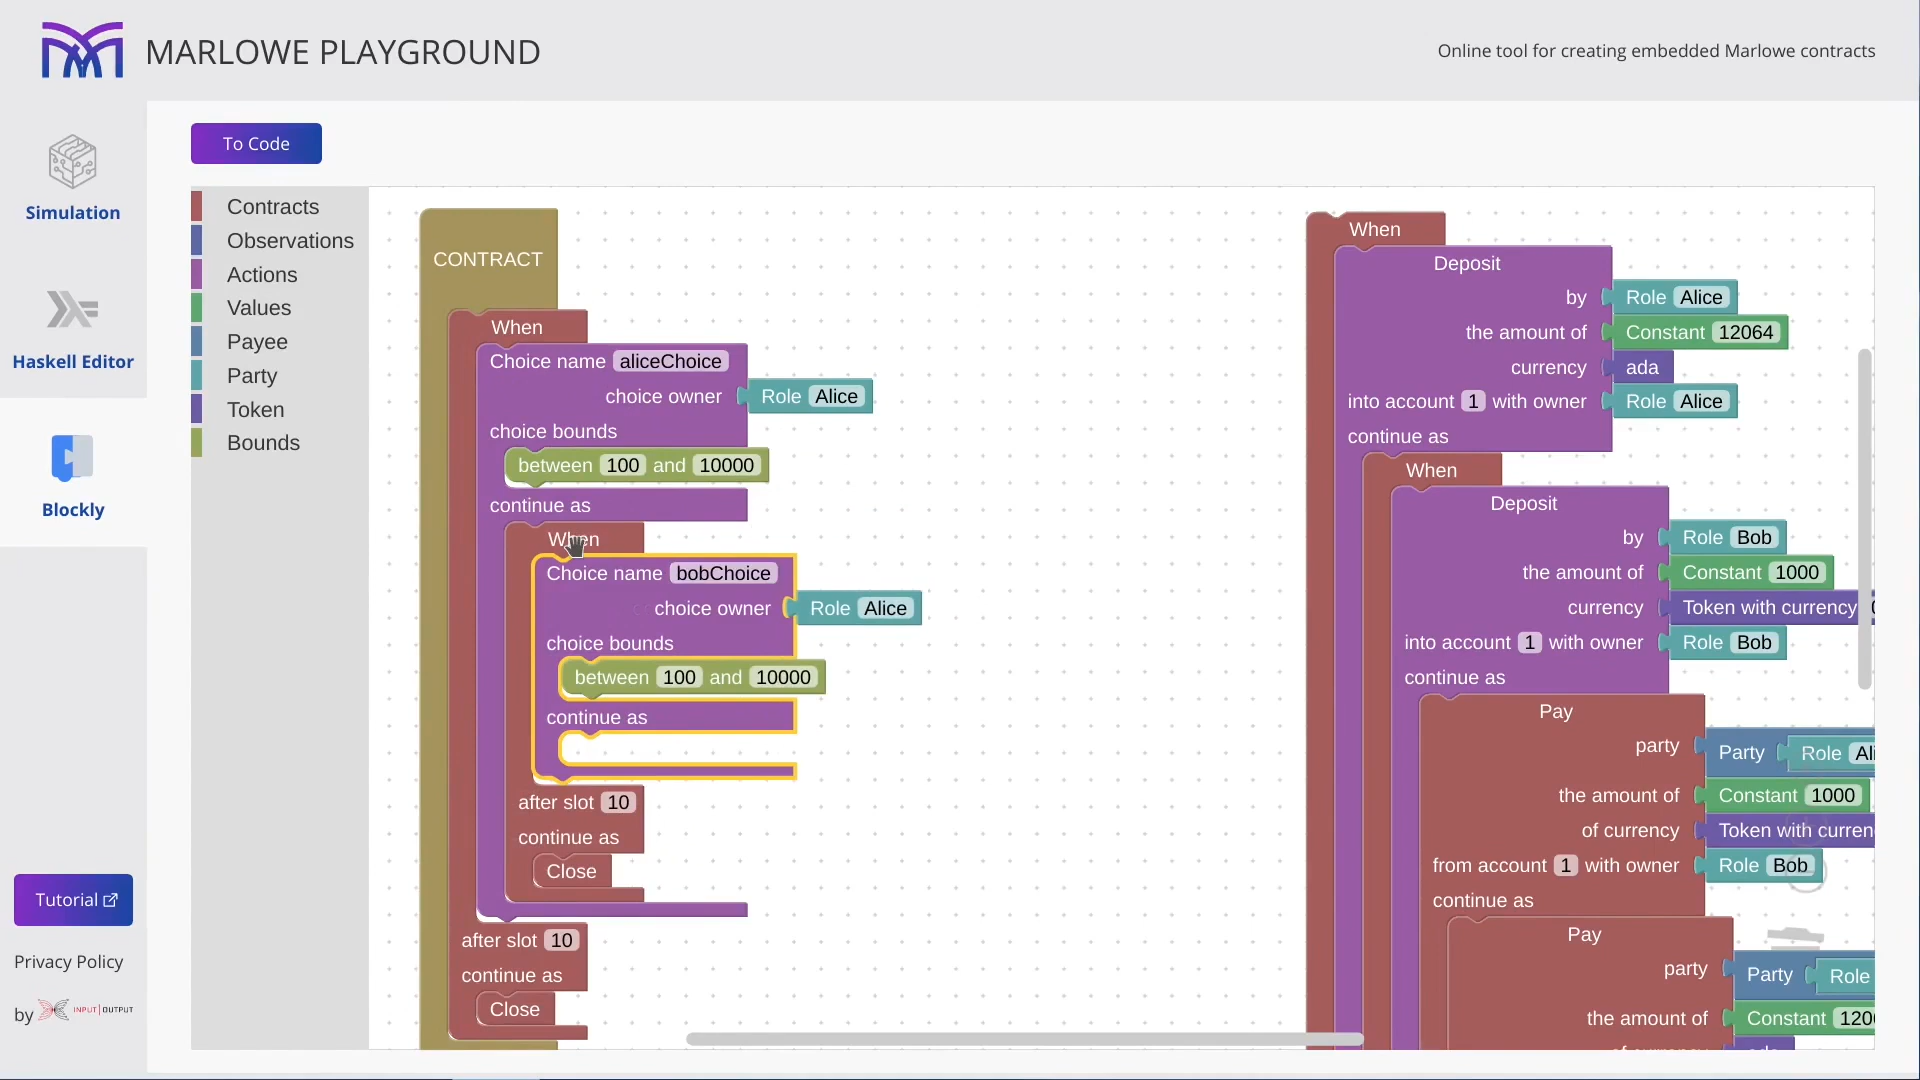 MARLOWE PLAYGROUND
Online tool for creating embedded Marlowe contracts
Simulation
Haskell Editor
Blockly
Tutorial
Privacy Policy
by INPUT | OUTPUT
To Code
Contracts
Observations
Actions
Values
Payee
Party
Token
Bounds
CONTRACT
When
Choice name aliceChoice
choice owner Role Alice
choice bounds
between 100 and 10000
continue as
When
Choice name bobChoice
choice owner Role Alice
choice bounds
between 100 and 10000
continue as
after slot 10
continue as
Close
after slot 10
continue as
Close
When
Deposit
by Role Alice
the amount of Constant 12064
currency ada
into account 1 with owner Role Alice
continue as
When
Deposit
by Role Bob
the amount of Constant 1000
currency Token with currency
into account 1 with owner Role Bob
continue as
Pay
party Party Role Ali
the amount of Constant 1000
of currency Token with curren
from account 1 with owner Role Bob
continue as
Pay
party Party Role
the amount of Constant 120